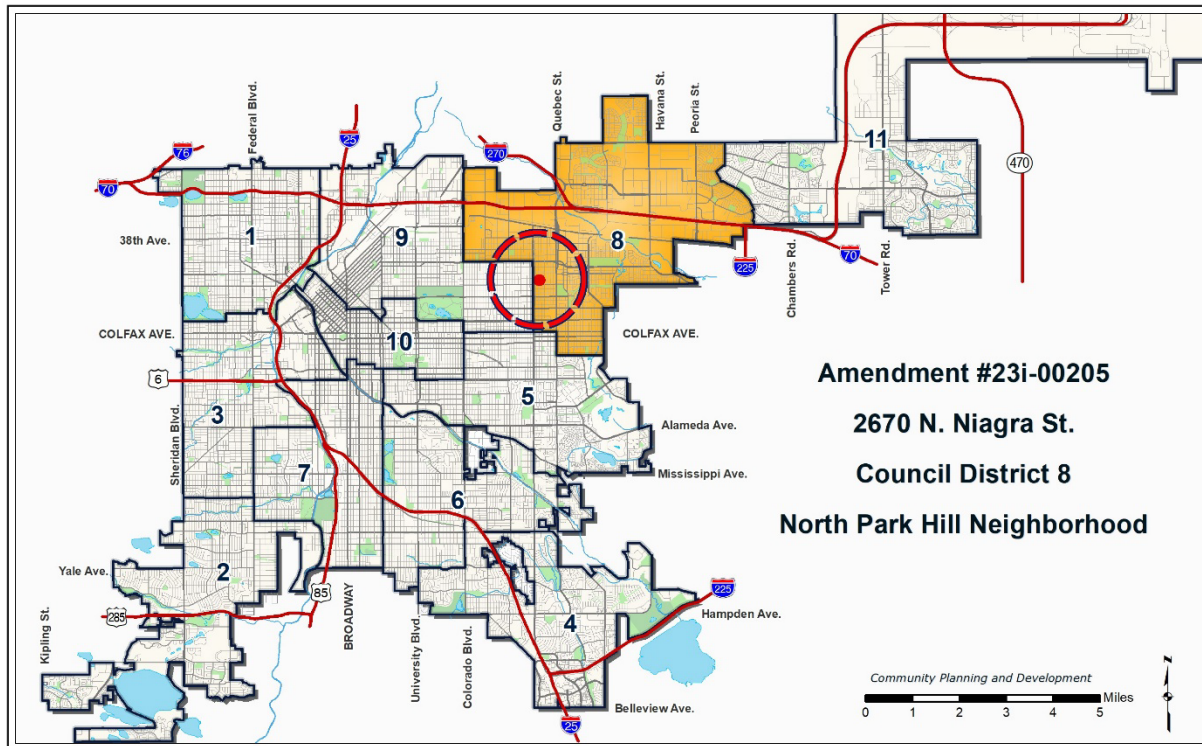 Federal Blvd.
Quebec St.
Havana St.
Peoria St.
76
25
270
70
11
470
38th Ave.
1
9
8
225
70
Chambers Rd.
Tower Rd.
COLFAX AVE.
10
COLFAX AVE.
6
3
Sheridan Blvd.
5
Alameda Ave.
7
6
Mississippi Ave.
Amendment #23i-00205
2670 N. Niagra St.
Council District 8
North Park Hill Neighborhood
Yale Ave.
2
85
285
Kipling St.
BROADWAY
University Blvd.
Colorado Blvd.
4
225
Hampden Ave.
25
Belleview Ave.
N
Community Planning and Development
Miles
0 1 2 3 4 5